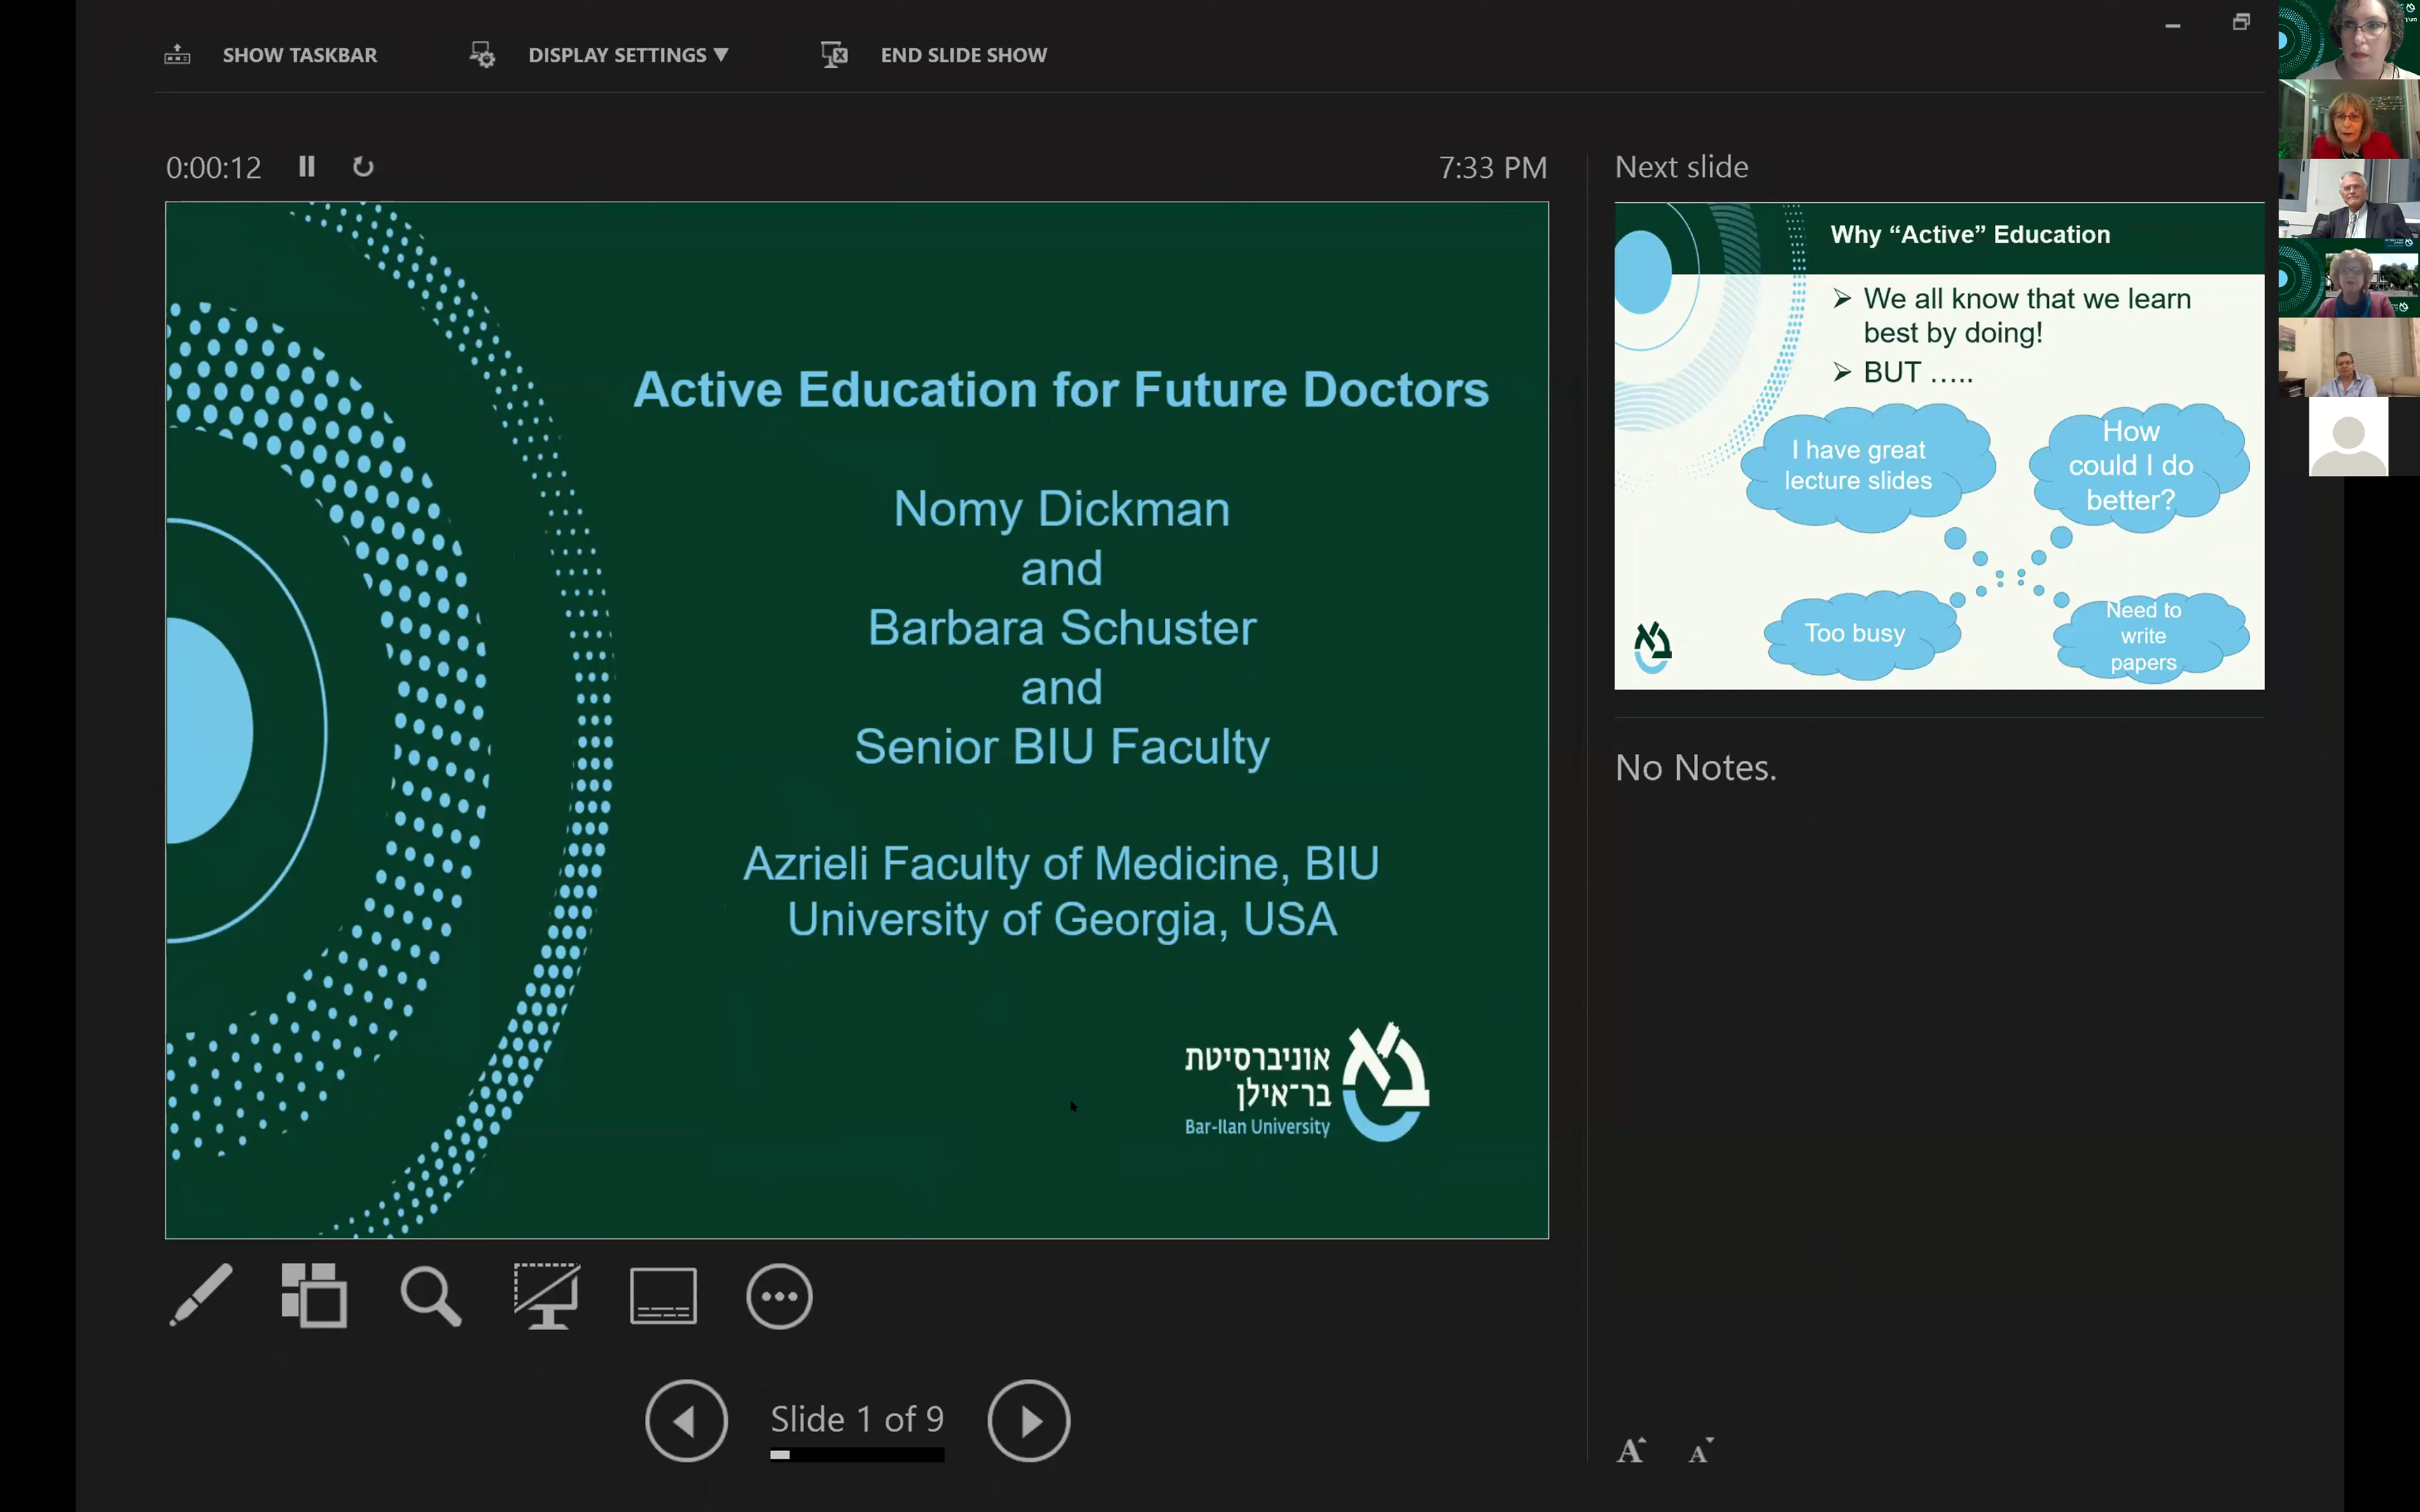 SHOW TASKBAR
DISPLAY SETTINGS ▼
END SLIDE SHOW
0:00:12
7:33 PM
Active Education for Future Doctors
Nomy Dickman
and
Barbara Schuster
and
Senior BIU Faculty
Azrieli Faculty of Medicine, BIU
University of Georgia, USA
אוניברסיטת
בר־אילן
Bar-Ilan University
Slide 1 of 9
Next slide
Why “Active” Education
➢ We all know that we learn
best by doing!
➢ BUT .....
I have great
lecture slides
How
could I do
better?
Too busy
Need to
write
papers
No Notes.
A A